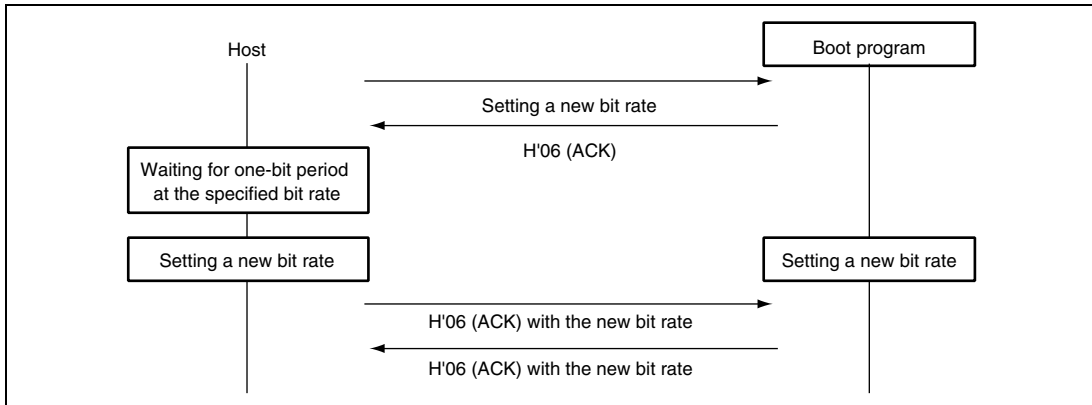 Host
Boot program
Setting a new bit rate
H'06 (ACK)
Waiting for one-bit period
at the specified bit rate
Setting a new bit rate
Setting a new bit rate
H'06 (ACK) with the new bit rate
H'06 (ACK) with the new bit rate